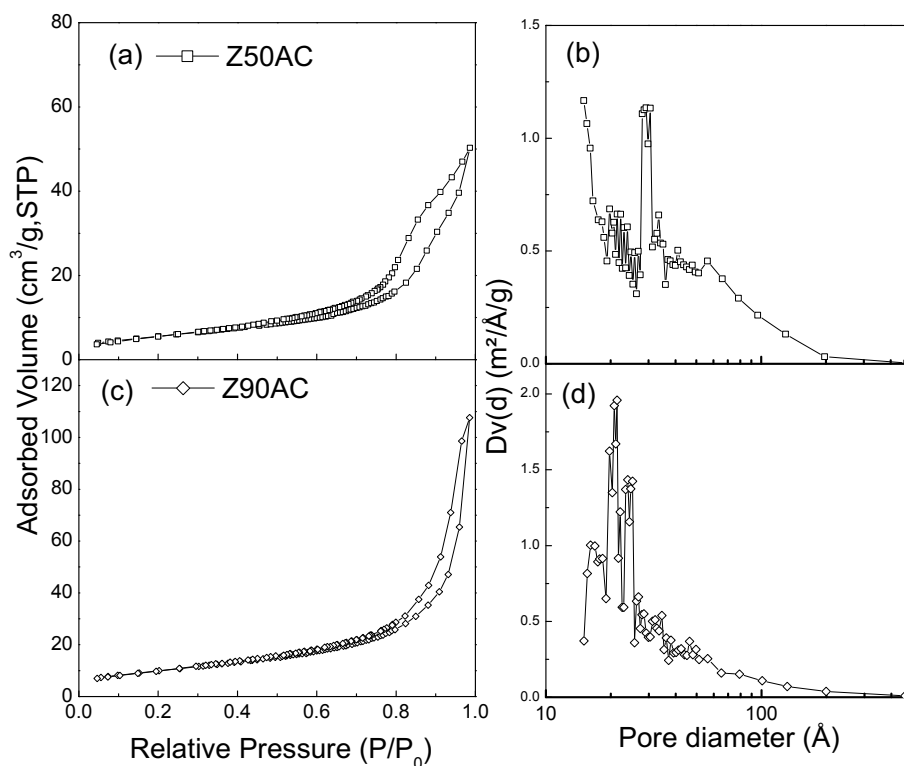 (a)
Z50AC
80
60
40
20
0
(b)
1.5
1.0
0.5
0.0
(c)
Z90AC
120
100
80
60
40
20
0
0.0 0.2 0.4 0.6 0.8 1.0
Relative Pressure (P/P₀)
Adsorbed Volume (cm³/g,STP)
(d)
2.0
1.5
1.0
0.5
0.0
10 100
Pore diameter (Å)
Dv(d) (m²/Å/g)